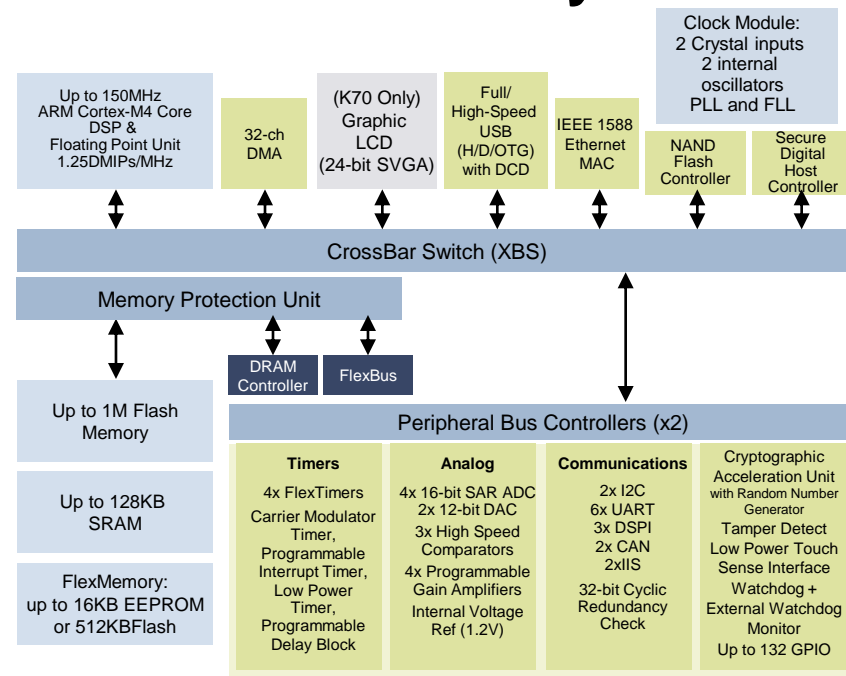 Clock Module:
2 Crystal inputs
2 internal
oscillators
PLL and FLL
Up to 150MHz
ARM Cortex-M4 Core
DSP &
Floating Point Unit
1.25DMIPs/MHz
32-ch
DMA
(K70 Only)
Graphic
LCD
(24-bit SVGA)
Full/
High-Speed
USB
(H/D/OTG)
with DCD
IEEE 1588
Ethernet
MAC
NAND
Flash
Controller
Secure
Digital
Host
Controller
CrossBar Switch (XBS)
Memory Protection Unit
DRAM
Controller
FlexBus
Up to 1M Flash
Memory
Up to 128KB
SRAM
FlexMemory:
up to 16KB EEPROM
or 512KBFlash
Peripheral Bus Controllers (x2)
Timers
4x FlexTimers
Carrier Modulator
Timer,
Programmable
Interrupt Timer,
Low Power
Timer,
Programmable
Delay Block
Analog
4x 16-bit SAR ADC
2x 12-bit DAC
3x High Speed
Comparators
4x Programmable
Gain Amplifiers
Internal Voltage
Ref (1.2V)
Communications
2x I2C
6x UART
3x DSPI
2x CAN
2xIIS
32-bit Cyclic
Redundancy
Check
Cryptographic
Acceleration Unit
with Random Number
Generator
Tamper Detect
Low Power Touch
Sense Interface
Watchdog +
External Watchdog
Monitor
Up to 132 GPIO